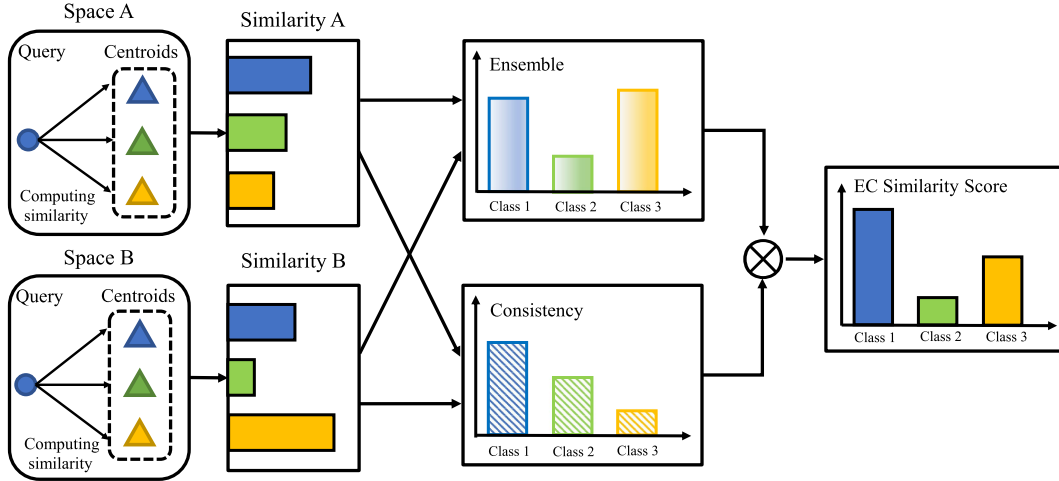 Space A
Query
Centroids
Computing
similarity
Similarity A
Ensemble
Class 1
Class 2
Class 3
Space B
Query
Centroids
Computing
similarity
Similarity B
Consistency
Class 1
Class 2
Class 3
EC Similarity Score
Class 1
Class 2
Class 3